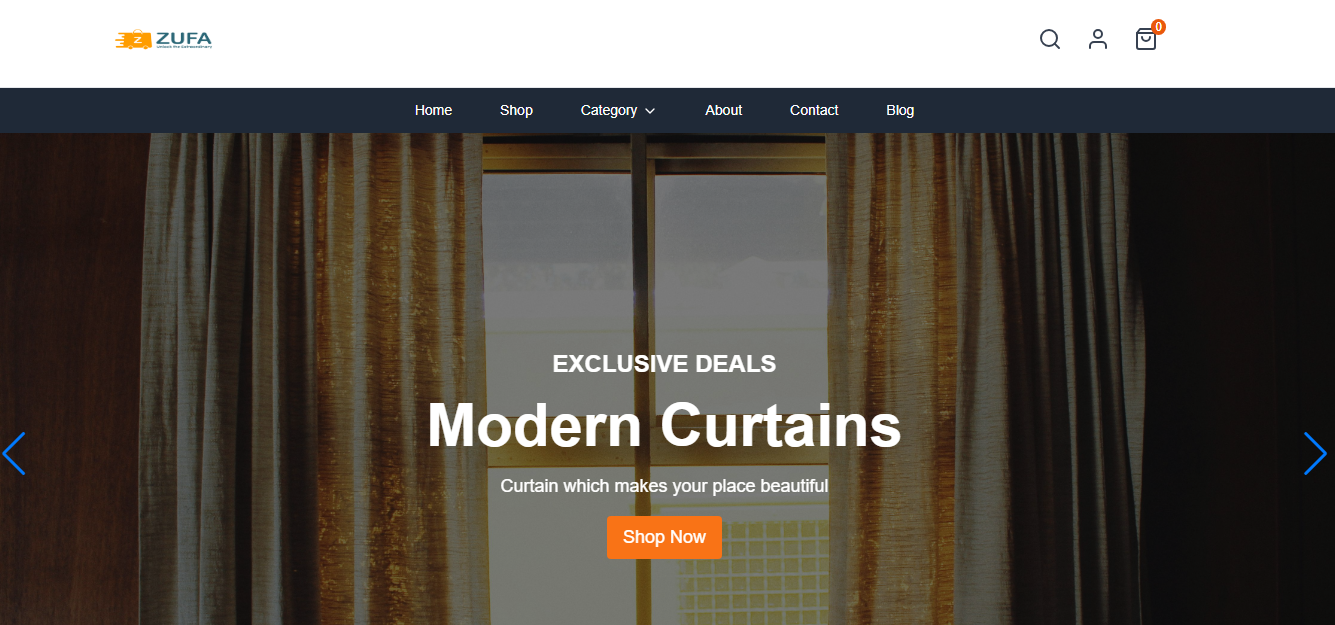 Z ZUFA
Unlock the Extraordinary
0
Home Shop Category About Contact Blog
EXCLUSIVE DEALS
Modern Curtains
Curtain which makes your place beautiful
Shop Now